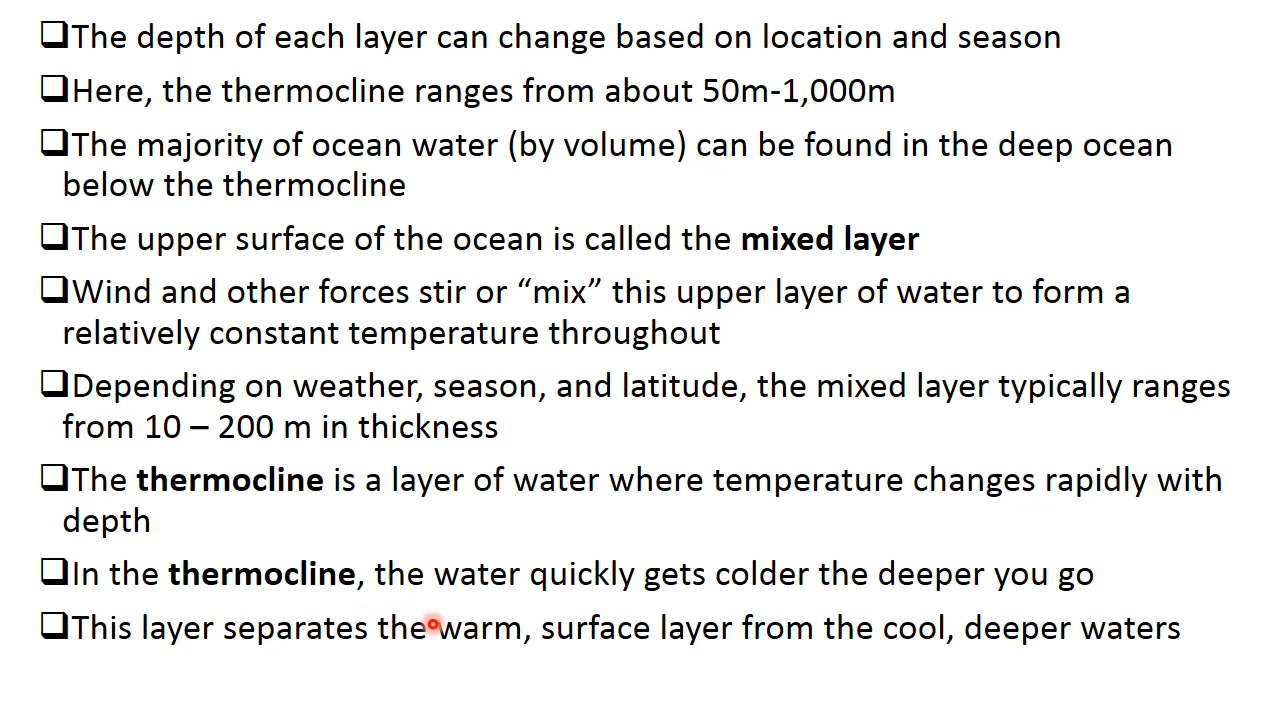 ❑The depth of each layer can change based on location and season
❑Here, the thermocline ranges from about 50m-1,000m
❑The majority of ocean water (by volume) can be found in the deep ocean
below the thermocline
❑The upper surface of the ocean is called the mixed layer
❑Wind and other forces stir or “mix” this upper layer of water to form a
relatively constant temperature throughout
❑Depending on weather, season, and latitude, the mixed layer typically ranges
from 10 – 200 m in thickness
❑The thermocline is a layer of water where temperature changes rapidly with
depth
❑In the thermocline, the water quickly gets colder the deeper you go
❑This layer separates the warm, surface layer from the cool, deeper waters